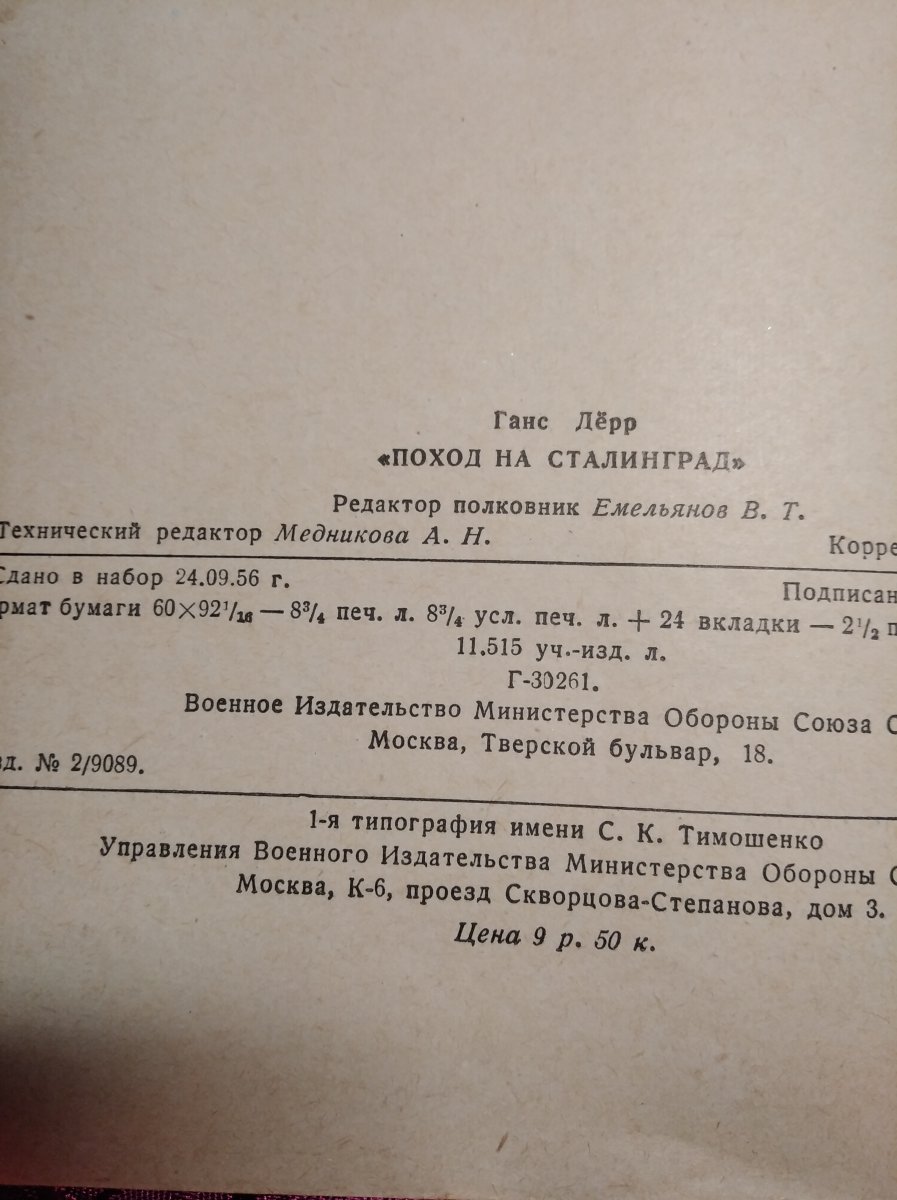 Ганс Дёрр
«ПОХОД НА СТАЛИНГРАД»
Редактор полковник Емельянов В. Т.
Технический редактор Медникова А. Н. Корре
Сдано в набор 24.09.56 г. Подписан
рмат бумаги 60×92¹/₁₆ — 8³/₄ печ. л. 8³/₄ усл. печ. л. + 24 вкладки — 2¹/₂ п
11.515 уч.-изд. л.
Г-30261.
Военное Издательство Министерства Обороны Союза С
Москва, Тверской бульвар, 18.
зд. № 2/9089.
1-я типография имени С. К. Тимошенко
Управления Военного Издательства Министерства Обороны С
Москва, К-6, проезд Скворцова-Степанова, дом 3.
Цена 9 р. 50 к.